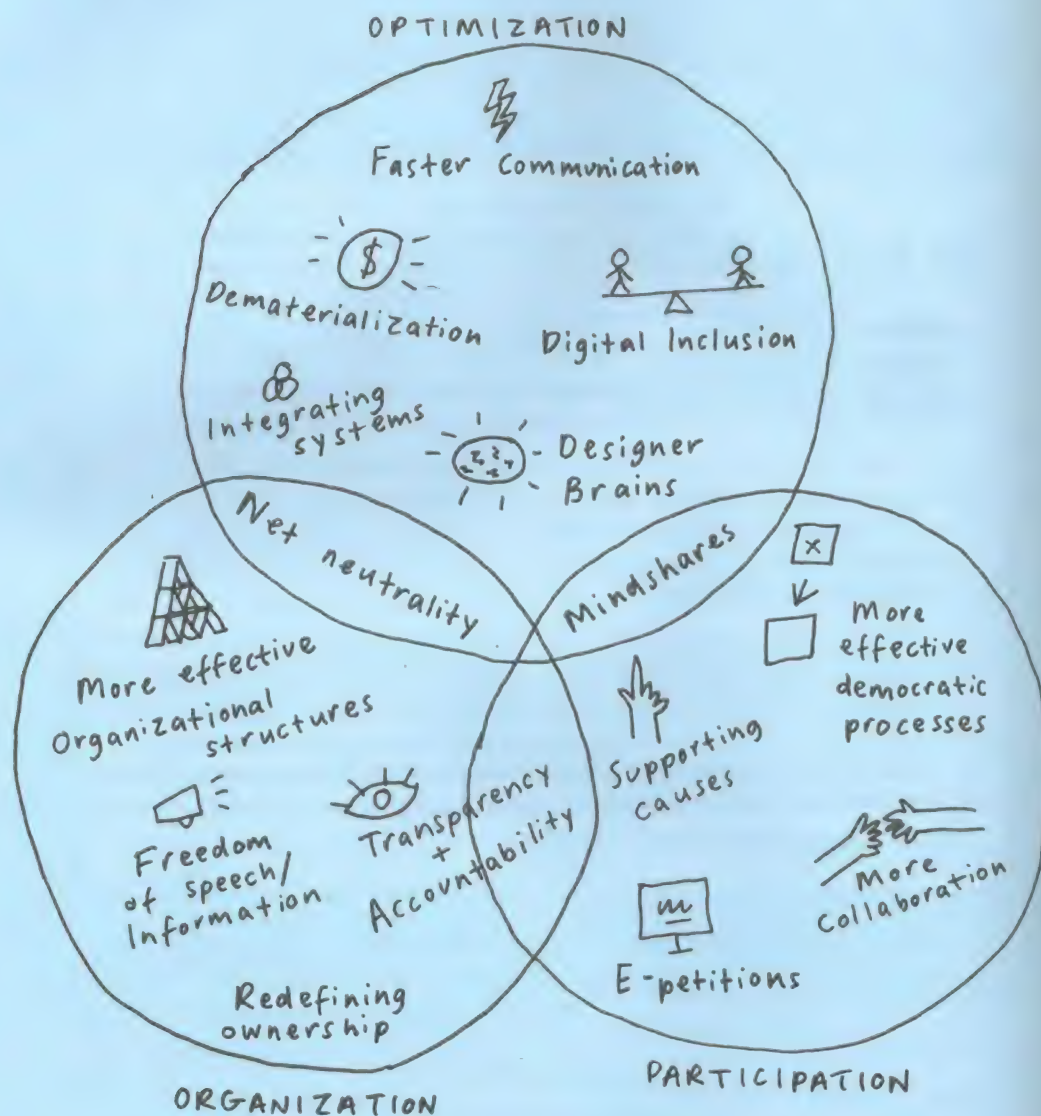 OPTIMIZATION
Faster Communication
$
Dematerialization
Digital Inclusion
Integrating
systems
Designer
Brains
Net neutrality
Mindshares
x
More
effective
democratic
processes
More effective
Organizational
structures
Supporting
causes
Freedom
of speech/
Information
Transparency
+
Accountability
More
Collaboration
E-petitions
Redefining
ownership
ORGANIZATION
PARTICIPATION